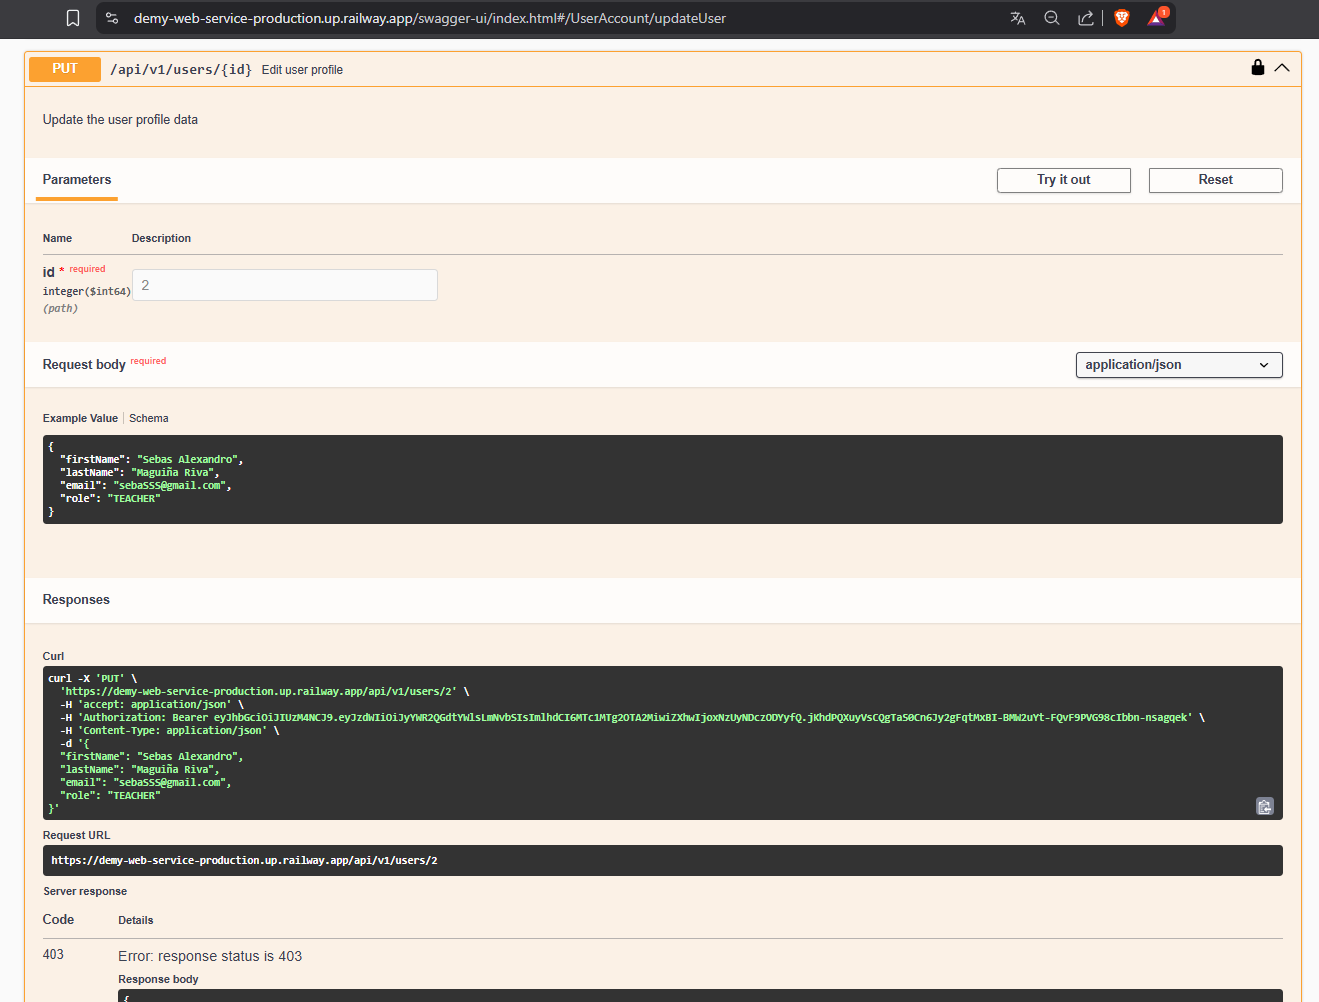 demy-web-service-production.up.railway.app/swagger-ui/index.html#/UserAccount/updateUser
1
PUT /api/v1/users/{id} Edit user profile
Update the user profile data
Parameters
Try it out
Reset
Name Description
id * required
integer($int64)
(path)
2
Request body required
application/json
Example Value Schema
{
"firstName": "Sebas Alexandro",
"lastName": "Maguiña Riva",
"email": "sebaSSS@gmail.com",
"role": "TEACHER"
}
Responses
Curl
curl -X 'PUT' \
'https://demy-web-service-production.up.railway.app/api/v1/users/2' \
-H 'accept: application/json' \
-H 'Authorization: Bearer
-H 'Content-Type: application/json' \
-d '{
"firstName": "Sebas Alexandro",
"lastName": "Maguiña Riva",
"email": "sebaSSS@gmail.com",
"role": "TEACHER"
}'
Request URL
https://demy-web-service-production.up.railway.app/api/v1/users/2
Server response
Code Details
403 Error: response status is 403
Response body
{